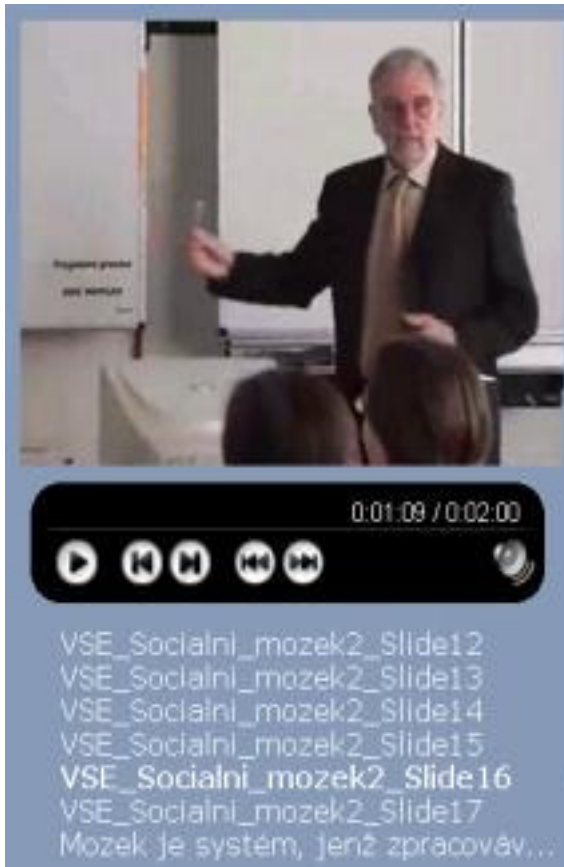 0:01:09 / 0:02:00
VSE_Socialni_mozek2_Slide12
VSE_Socialni_mozek2_Slide13
VSE_Socialni_mozek2_Slide14
VSE_Socialni_mozek2_Slide15
VSE_Socialni_mozek2_Slide16
VSE_Socialni_mozek2_Slide17
Mozek je systém, jenž zpracováv...